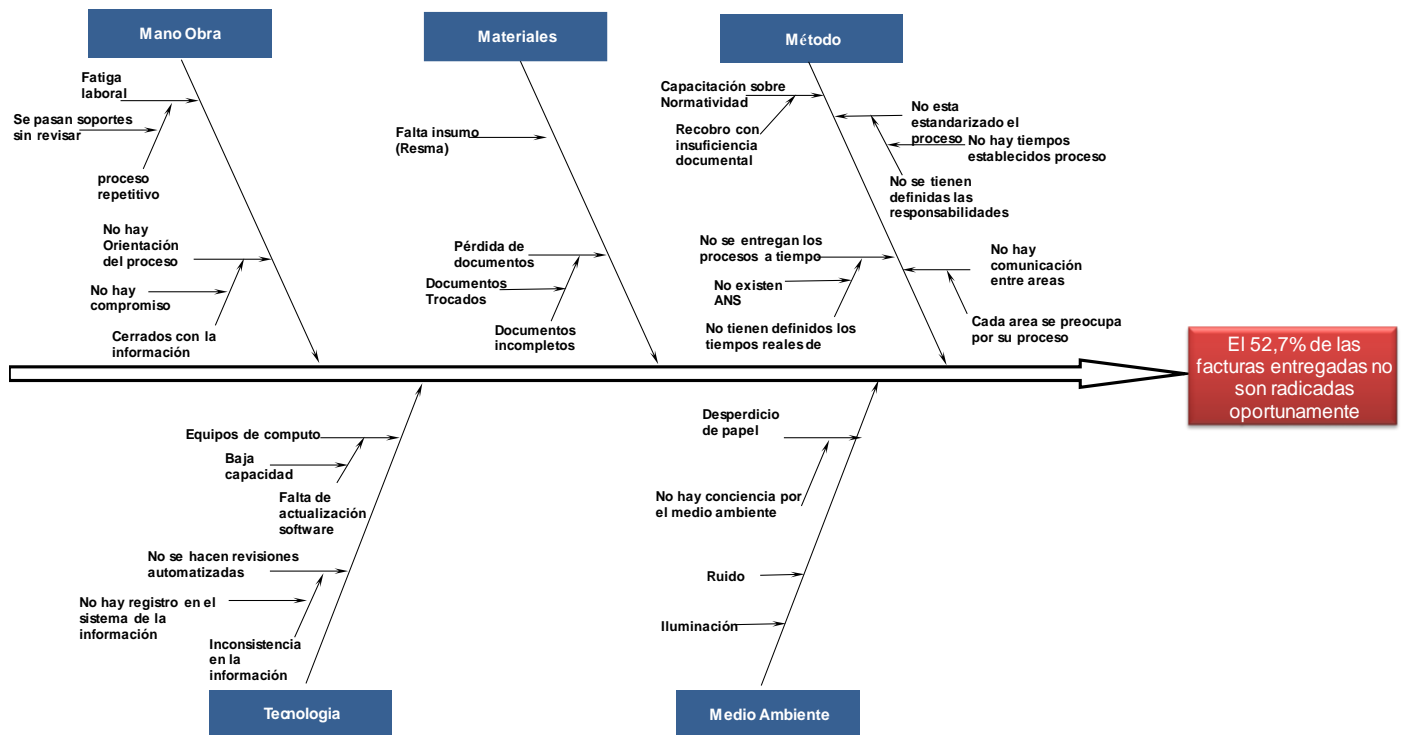 Mano Obra
Materiales
Método
Fatiga
laboral
Se pasan soportes
sin revisar
proceso
repetitivo
No hay
Orientación
del proceso
No hay
compromiso
Cerrados con la
información
Falta insumo
(Resma)
Pérdida de
documentos
Documentos
Trocados
Documentos
incompletos
Capacitación sobre
Normatividad
Recobro con
insuficiencia
documental
No esta
estandarizado el
proceso
No hay tiempos
establecidos proceso
No se tienen
definidas las
responsabilidades
No se entregan los
procesos a tiempo
No existen
ANS
No tienen definidos los
tiempos reales de
No hay
comunicación
entre areas
Cada area se preocupa
por su proceso
El 52,7% de las
facturas entregadas no
son radicadas
oportunamente
Equipos de computo
Baja
capacidad
Falta de
actualización
software
No se hacen revisiones
automatizadas
No hay registro en el
sistema de la
información
Inconsistencia
en la
información
Desperdicio
de papel
No hay conciencia por
el medio ambiente
Ruido
Iluminación
Tecnologia
Medio Ambiente